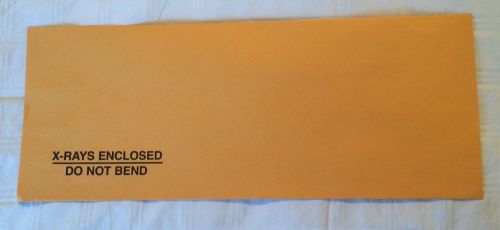 X-RAYS ENCLOSED
DO NOT BEND